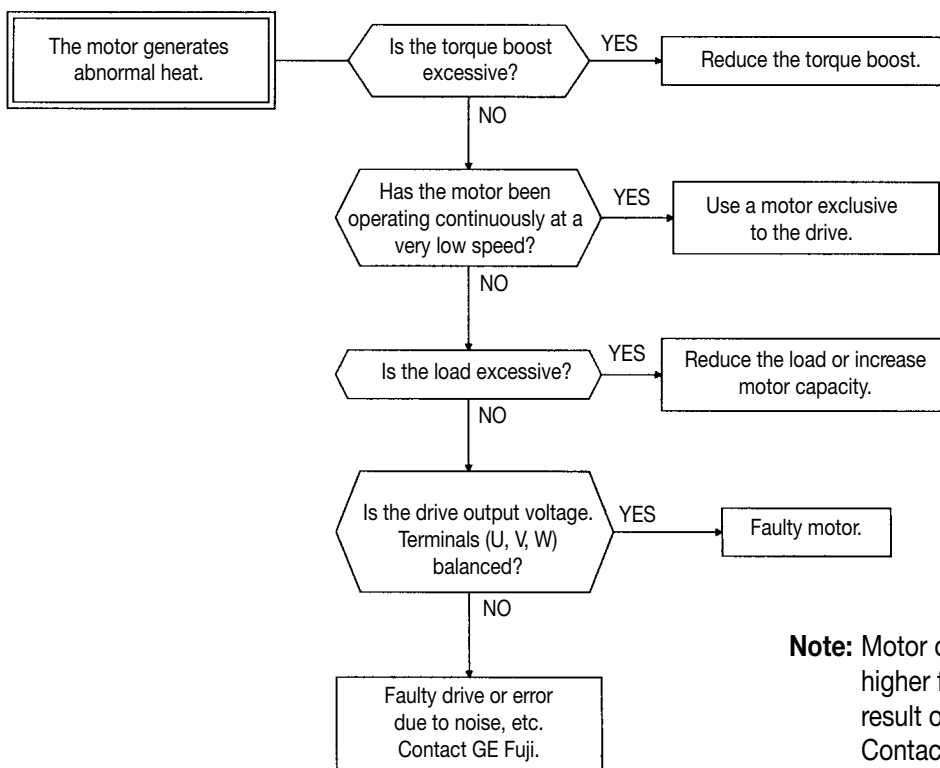 The motor generates
abnormal heat.
Is the torque boost
excessive?
YES
Reduce the torque boost.
NO
Has the motor been
operating continuously at a
very low speed?
YES
Use a motor exclusive
to the drive.
NO
Is the load excessive?
YES
Reduce the load or increase
motor capacity.
NO
Is the drive output voltage.
Terminals (U, V, W)
balanced?
YES
Faulty motor.
NO
Faulty drive or error
due to noise, etc.
Contact GE Fuji.
Note: Motor
higher
result
Contac